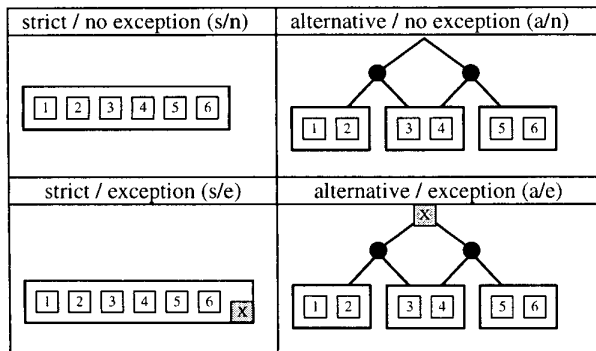 strict / no exception (s/n)
alternative / no exception (a/n)
1 2 3 4 5 6
1 2 3 4 5 6
strict / exception (s/e)
alternative / exception (a/e)
X
1 2 3 4 5 6 X
1 2 3 4 5 6